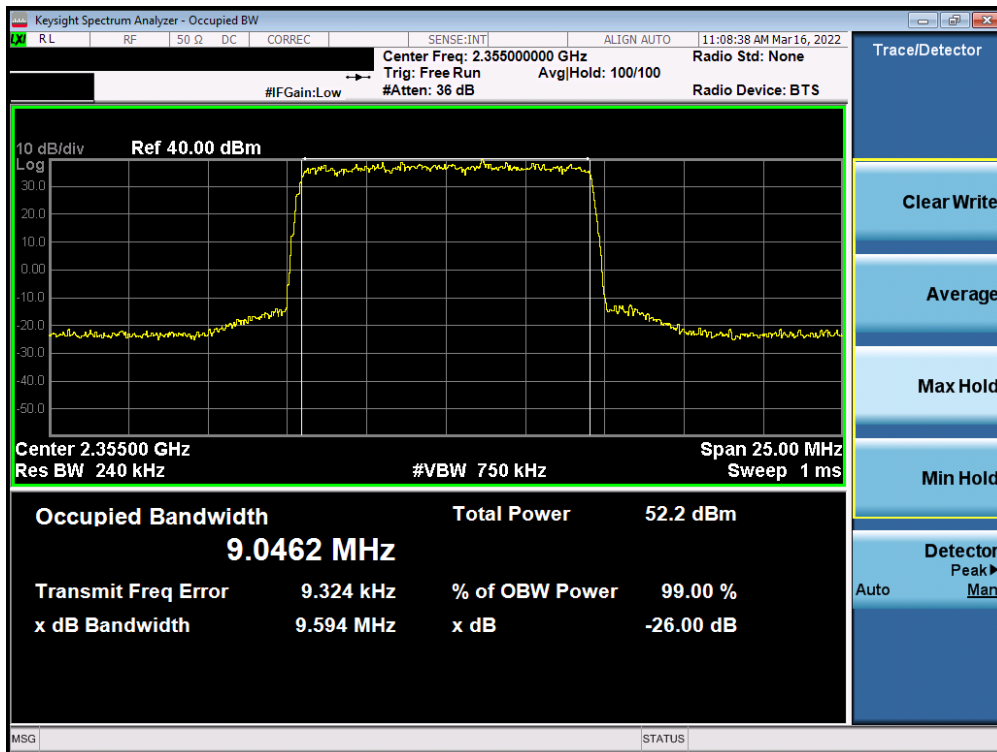 Keysight Spectrum Analyzer - Occupied BW
LXI RL RF 50 Ω DC CORREC SENSE:INT ALIGN AUTO 11:08:38 AM Mar 16, 2022
Center Freq: 2.355000000 GHz Radio Std: None
Trig: Free Run Avg|Hold: 100/100
#IFGain:Low #Atten: 36 dB Radio Device: BTS
Trace/Detector
10 dB/div Ref 40.00 dBm
Log
30.0
20.0
10.0
0.00
-10.0
-20.0
-30.0
-40.0
-50.0
Center 2.35500 GHz Span 25.00 MHz
Res BW 240 kHz #VBW 750 kHz Sweep 1 ms
Occupied Bandwidth Total Power 52.2 dBm
9.0462 MHz
Transmit Freq Error 9.324 kHz % of OBW Power 99.00 %
x dB Bandwidth 9.594 MHz x dB -26.00 dB
Clear Write
Average
Max Hold
Min Hold
Detector
Peak▶
Auto Man
MSG STATUS